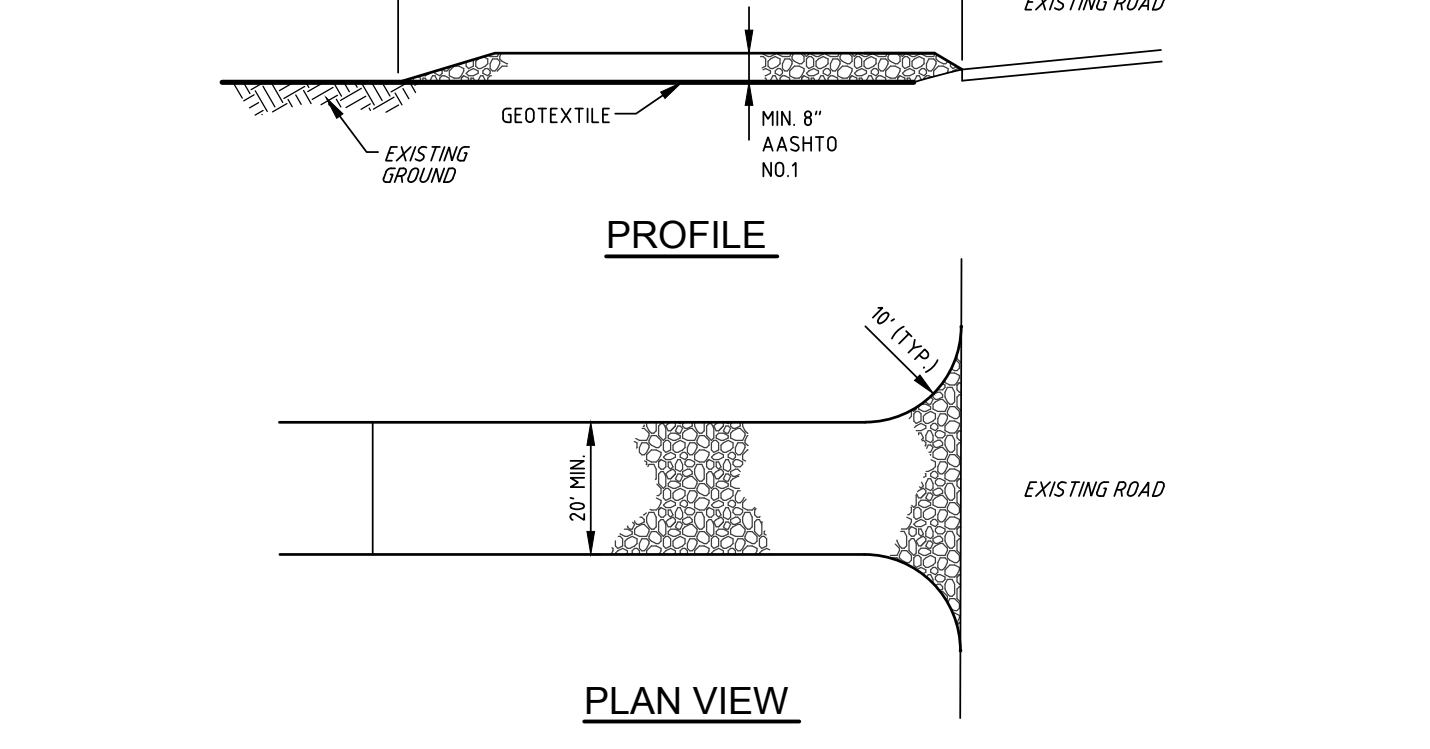 EXISTING ROAD
GEOTEXTILE
MIN. 8"
AASHTO
NO.1
EXISTING
GROUND
PROFILE
10' (TYP.)
20' MIN.
EXISTING ROAD
PLAN VIEW